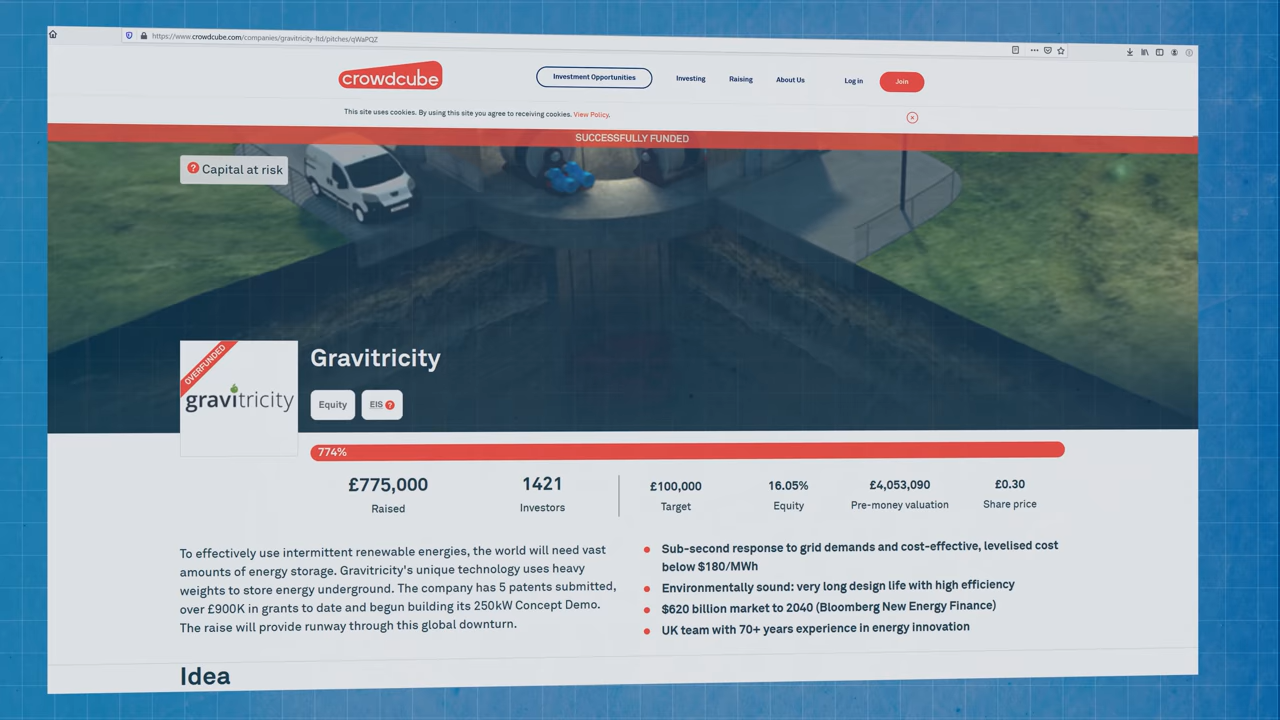 https://www.crowdcube.com/companies/gravitricity-ltd/pitches/qWaPQZ
crowdcube
Investment Opportunities
Investing
Raising
About Us
Log in
Join
This site uses cookies. By using this site you agree to receiving cookies. View Policy.
SUCCESSFULLY FUNDED
? Capital at risk
OVERFUNDED
gravitricity
Gravitricity
Equity
EIS ?
774%
£775,000
Raised
1421
Investors
£100,000
Target
16.05%
Equity
£4,053,090
Pre-money valuation
£0.30
Share price
To effectively use intermittent renewable energies, the world will need vast
amounts of energy storage. Gravitricity's unique technology uses heavy
weights to store energy underground. The company has 5 patents submitted,
over £900K in grants to date and begun building its 250kW Concept Demo.
The raise will provide runway through this global downturn.
Sub-second response to grid demands and cost-effective, levelised cost
below $180/MWh
Environmentally sound: very long design life with high efficiency
$620 billion market to 2040 (Bloomberg New Energy Finance)
UK team with 70+ years experience in energy innovation
Idea